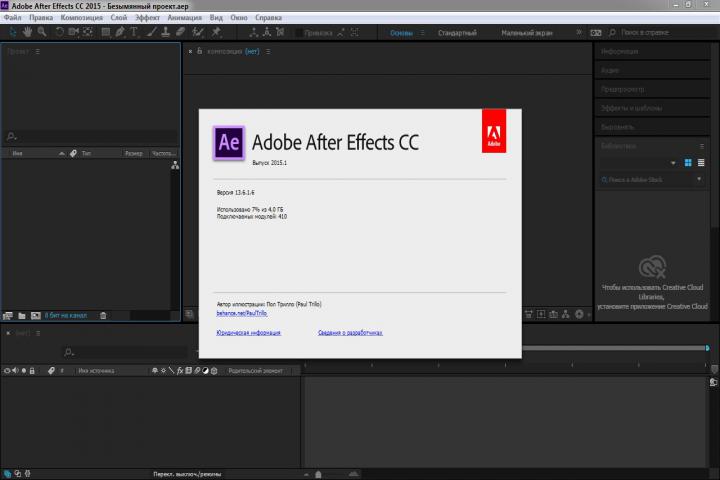 Adobe After Effects CC 2015 - Безымянный проект.aep
Файл Правка Композиция Слой Эффект Анимация Вид Окно Справка
Привязка Основы Стандартный Маленький экран Поиск в справке
Проект
композиция (нет)
Информация
Аудио
Предпросмотр
Эффекты и шаблоны
Выровнять
Библиотеки
Поиск в Adobe Stock
Имя Тип Размер Частота...
Ae Adobe After Effects CC
Adobe
Выпуск 2015.1
Версия 13.6.1.6
Использовано 7% из 4.0 ГБ
Подключаемых модулей: 410
Чтобы использовать Creative Cloud
Libraries,
установите приложение Creative Cloud
Автор иллюстрации: Пол Трилло (Paul Trillo)
behance.net/PaulTrillo
Юридическая информация Сведения о разработчиках
8 бит на канал
(нет)
# Имя источника Родительский элемент
Перекл. выключ./режимы